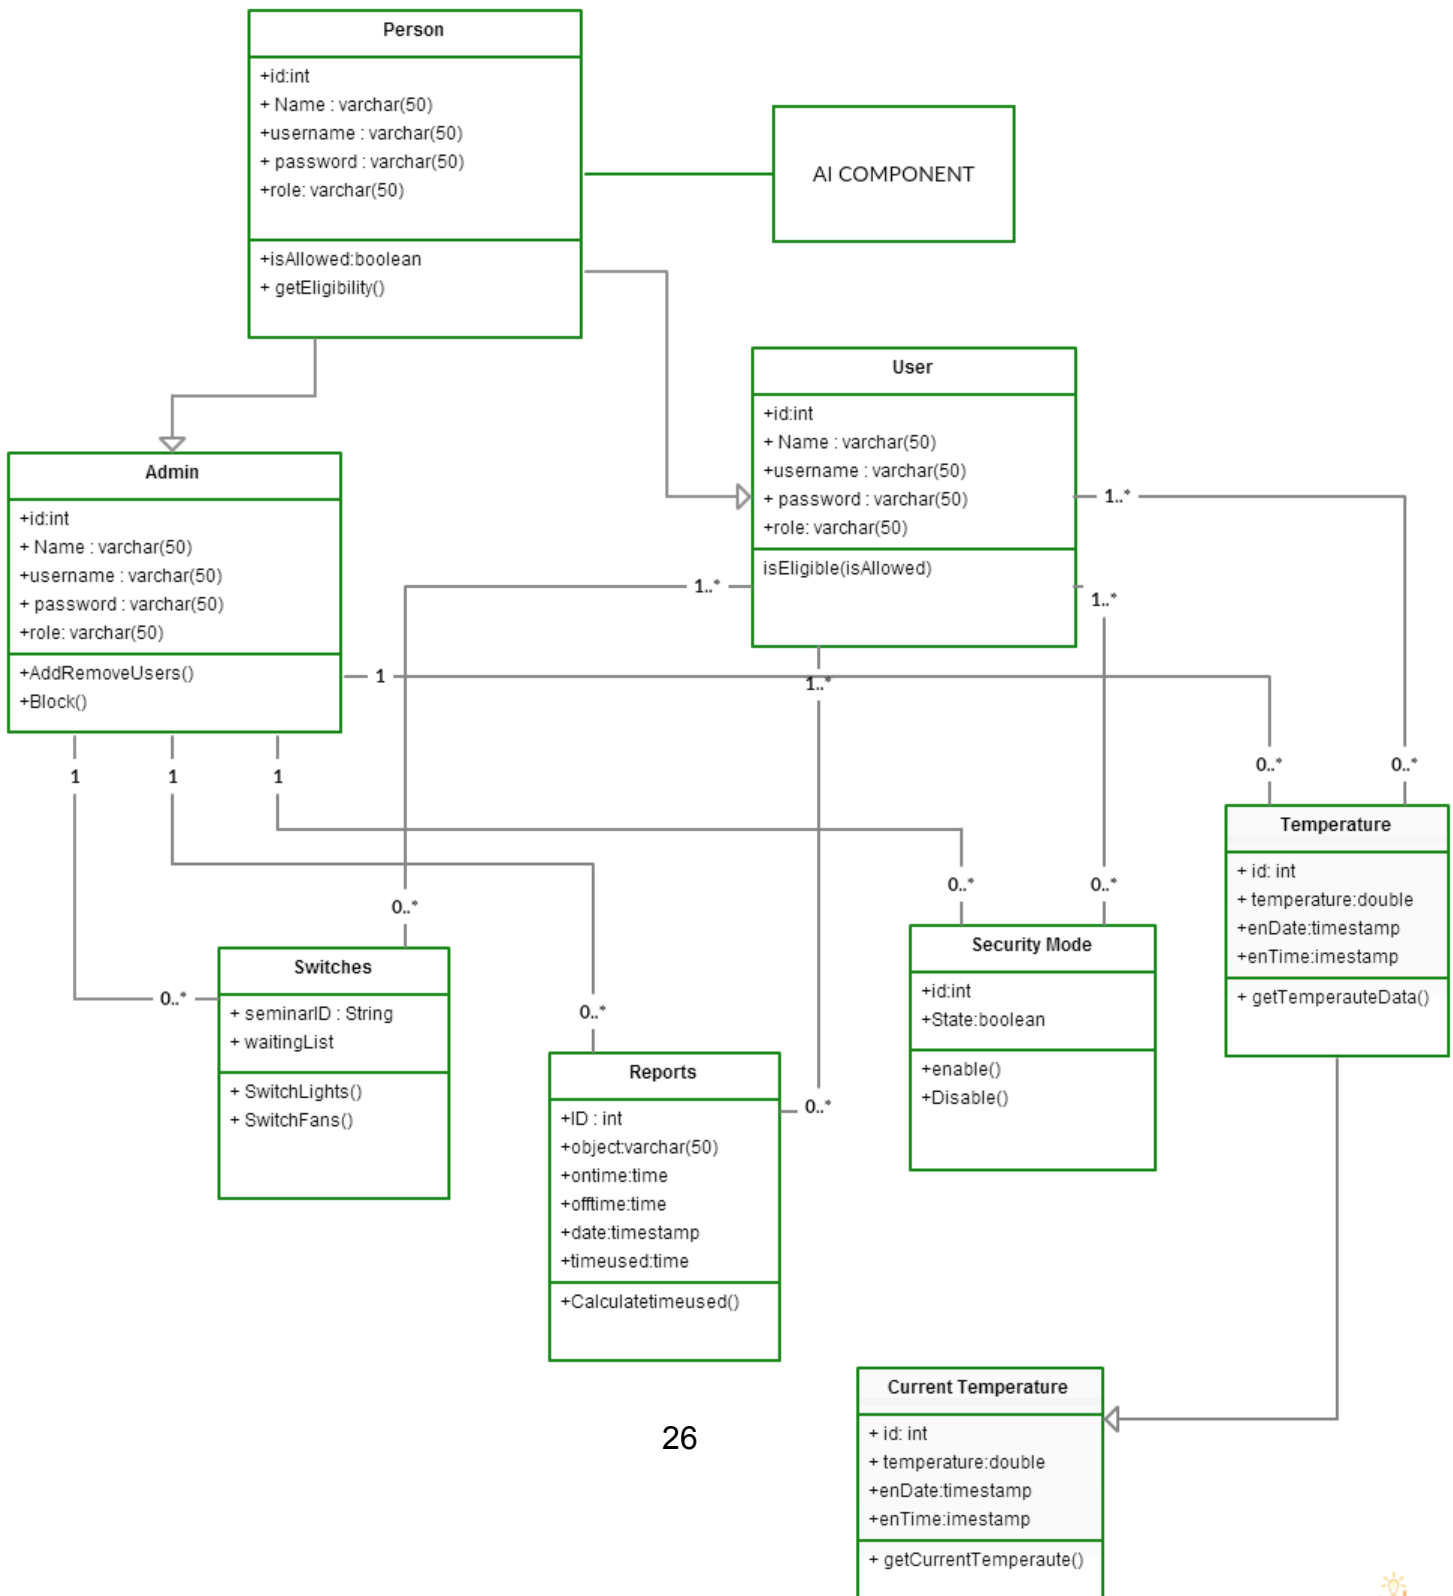 Person
+id:int
+ Name : varchar(50)
+username : varchar(50)
+ password : varchar(50)
+role: varchar(50)
+isAllowed:boolean
+ getEligibility()
AI COMPONENT
User
+id:int
+ Name : varchar(50)
+username : varchar(50)
+ password : varchar(50)
+role: varchar(50)
isEligible(isAllowed)
Admin
+id:int
+ Name : varchar(50)
+username : varchar(50)
+ password : varchar(50)
+role: varchar(50)
+AddRemoveUsers()
+Block()
1..*
1..*
1..*
1
1..*
1
1
1
0..*
0..*
0..*
0..*
0..*
0..*
0..*
0..*
Temperature
+ id: int
+ temperature:double
+enDate:timestamp
+enTime:imestamp
+ getTemperauteData()
Switches
+ seminarID : String
+ waitingList
+ SwitchLights()
+ SwitchFans()
Security Mode
+id:int
+State:boolean
+enable()
+Disable()
Reports
+ID : int
+object:varchar(50)
+ontime:time
+offtime:time
+date:timestamp
+timeused:time
+Calculatetimeused()
Current Temperature
+ id: int
+ temperature:double
+enDate:timestamp
+enTime:imestamp
+ getCurrentTemperaute()
26